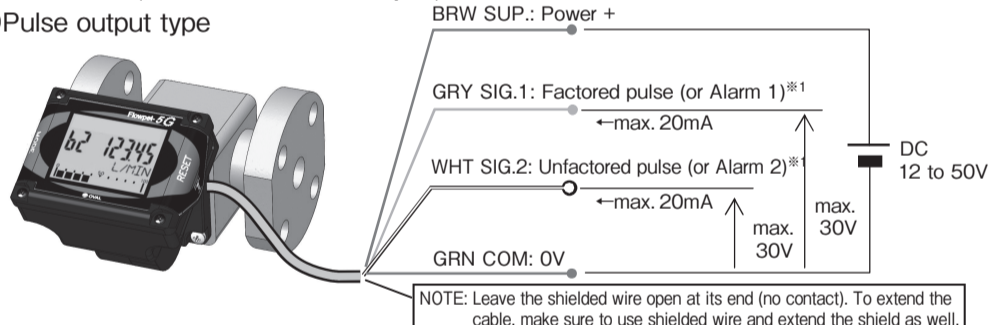 Pulse output type
BRW SUP.: Power +
GRY SIG.1: Factored pulse (or Alarm 1)※1
←max. 20mA
WHT SIG.2: Unfactored pulse (or Alarm 2)※1
←max. 20mA
max.
30V
max.
30V
DC
12 to 50V
GRN COM: 0V
Flowpet-5G
b2 12345
L/MIN
RESET
OVAL
NOTE: Leave the shielded wire open at its end (no contact). To extend the
cable, make sure to use shielded wire and extend the shield as well.